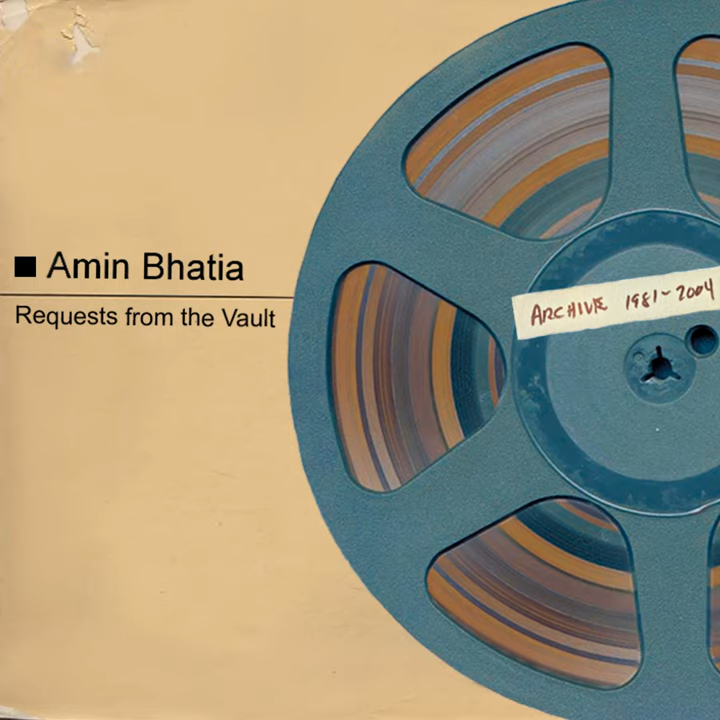 Amin Bhatia
Requests from the Vault
ARCHIVE 1981-2004